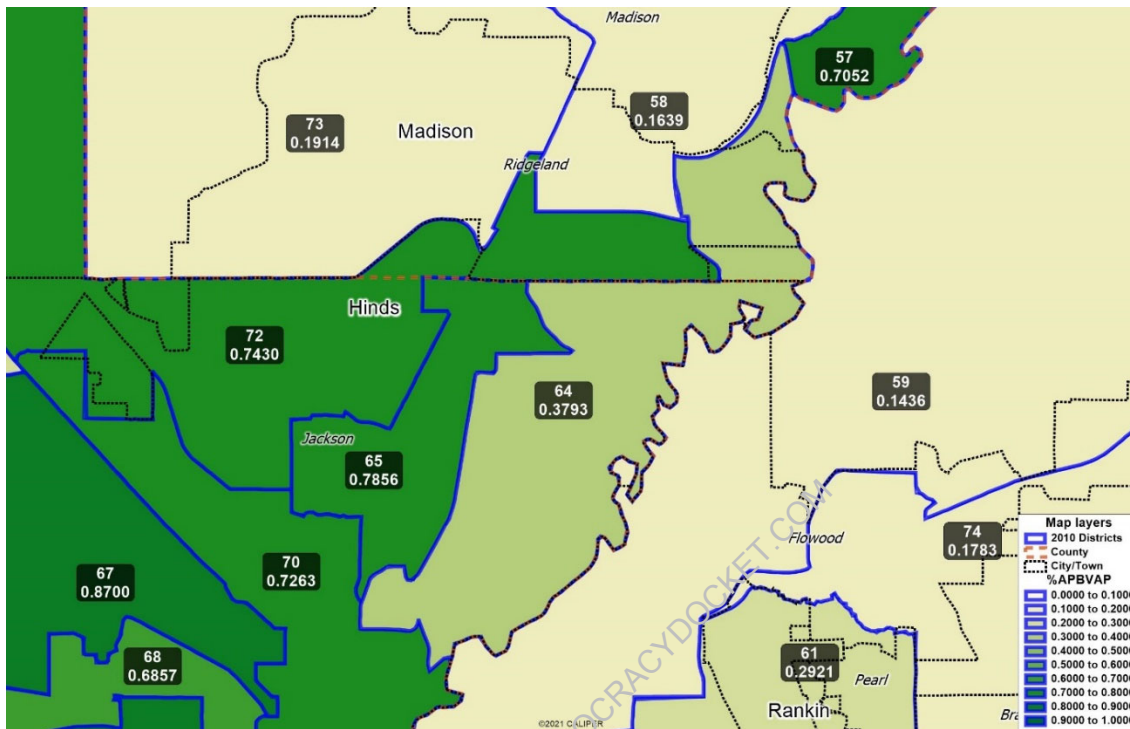 Madison
57
0.7052
58
0.1639
73
0.1914
Madison
Ridgeland
Hinds
72
0.7430
64
0.3793
59
0.1436
Jackson
65
0.7856
Flowood
74
0.1783
70
0.7263
67
0.8700
68
0.6857
61
0.2921
Pearl
Rankin
Bra
©2021 CALIPER
OCRACYDOCKET.COM
Map layers
2010 Districts
County
City/Town
%APBVAP
0.0000 to 0.1000
0.1000 to 0.2000
0.2000 to 0.3000
0.3000 to 0.4000
0.4000 to 0.5000
0.5000 to 0.6000
0.6000 to 0.7000
0.7000 to 0.8000
0.8000 to 0.9000
0.9000 to 1.0000